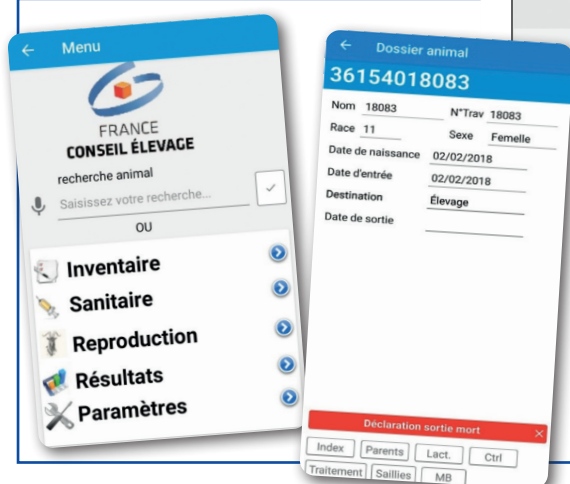 Menu
FRANCE
CONSEIL ÉLEVAGE
recherche animal
Saisissez votre recherche...
OU
Inventaire
Sanitaire
Reproduction
Résultats
Paramètres
Dossier animal
36154018083
Nom 18083 N°Trav 18083
Race 11 Sexe Femelle
Date de naissance 02/02/2018
Date d'entrée 02/02/2018
Destination Élevage
Date de sortie
Déclaration sortie mort
Index Parents Lact. Ctrl
Traitement Saillies MB